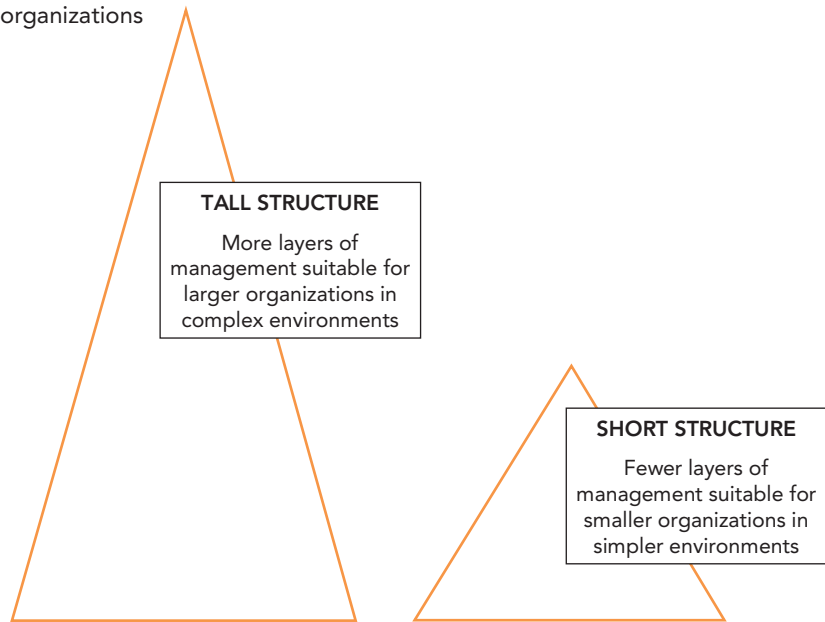 organizations
TALL STRUCTURE
More layers of
management suitable for
larger organizations in
complex environments
SHORT STRUCTURE
Fewer layers of
management suitable for
smaller organizations in
simpler environments